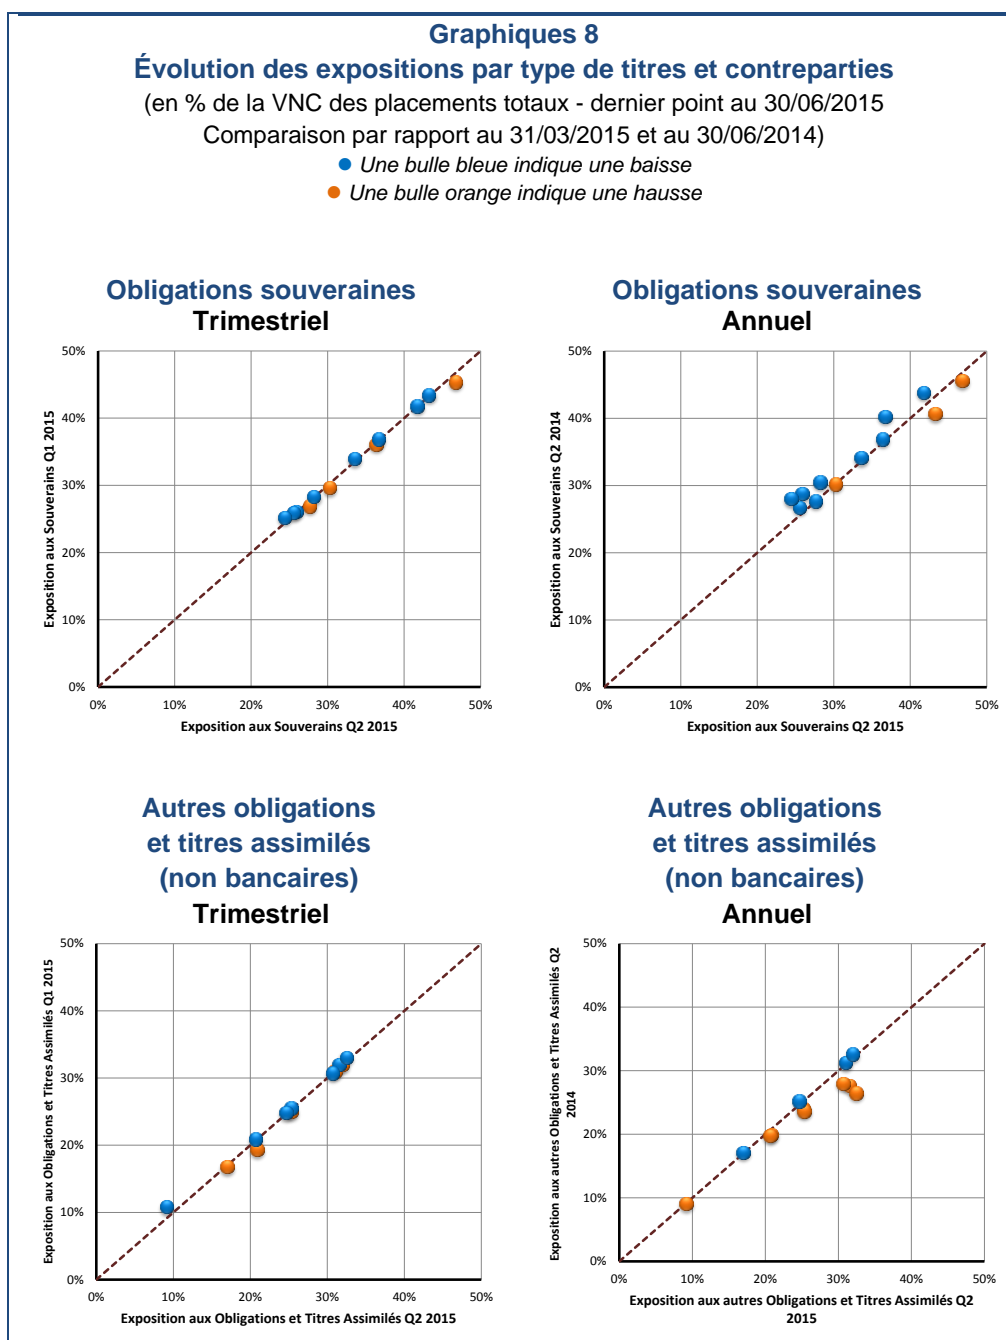 Graphiques 8
Évolution des expositions par type de titres et contreparties
(en % de la VNC des placements totaux - dernier point au 30/06/2015
Comparaison par rapport au 31/03/2015 et au 30/06/2014)
Une bulle bleue indique une baisse
Une bulle orange indique une hausse
Obligations souveraines
Trimestriel
50%
40%
30%
20%
10%
0%
Exposition aux Souverains Q1 2015
0% 10% 20% 30% 40% 50%
Exposition aux Souverains Q2 2015
Obligations souveraines
Annuel
50%
40%
30%
20%
10%
0%
Exposition aux Souverains Q2 2014
0% 10% 20% 30% 40% 50%
Exposition aux Souverains Q2 2015
Autres obligations
et titres assimilés
(non bancaires)
Trimestriel
50%
40%
30%
20%
10%
0%
Exposition aux Obligations et Titres Assimilés Q1 2015
0% 10% 20% 30% 40% 50%
Exposition aux Obligations et Titres Assimilés Q2 2015
Autres obligations
et titres assimilés
(non bancaires)
Annuel
50%
40%
30%
20%
10%
0%
Exposition aux autres Obligations et Titres Assimilés Q2
2014
0% 10% 20% 30% 40% 50%
Exposition aux autres Obligations et Titres Assimilés Q2
2015